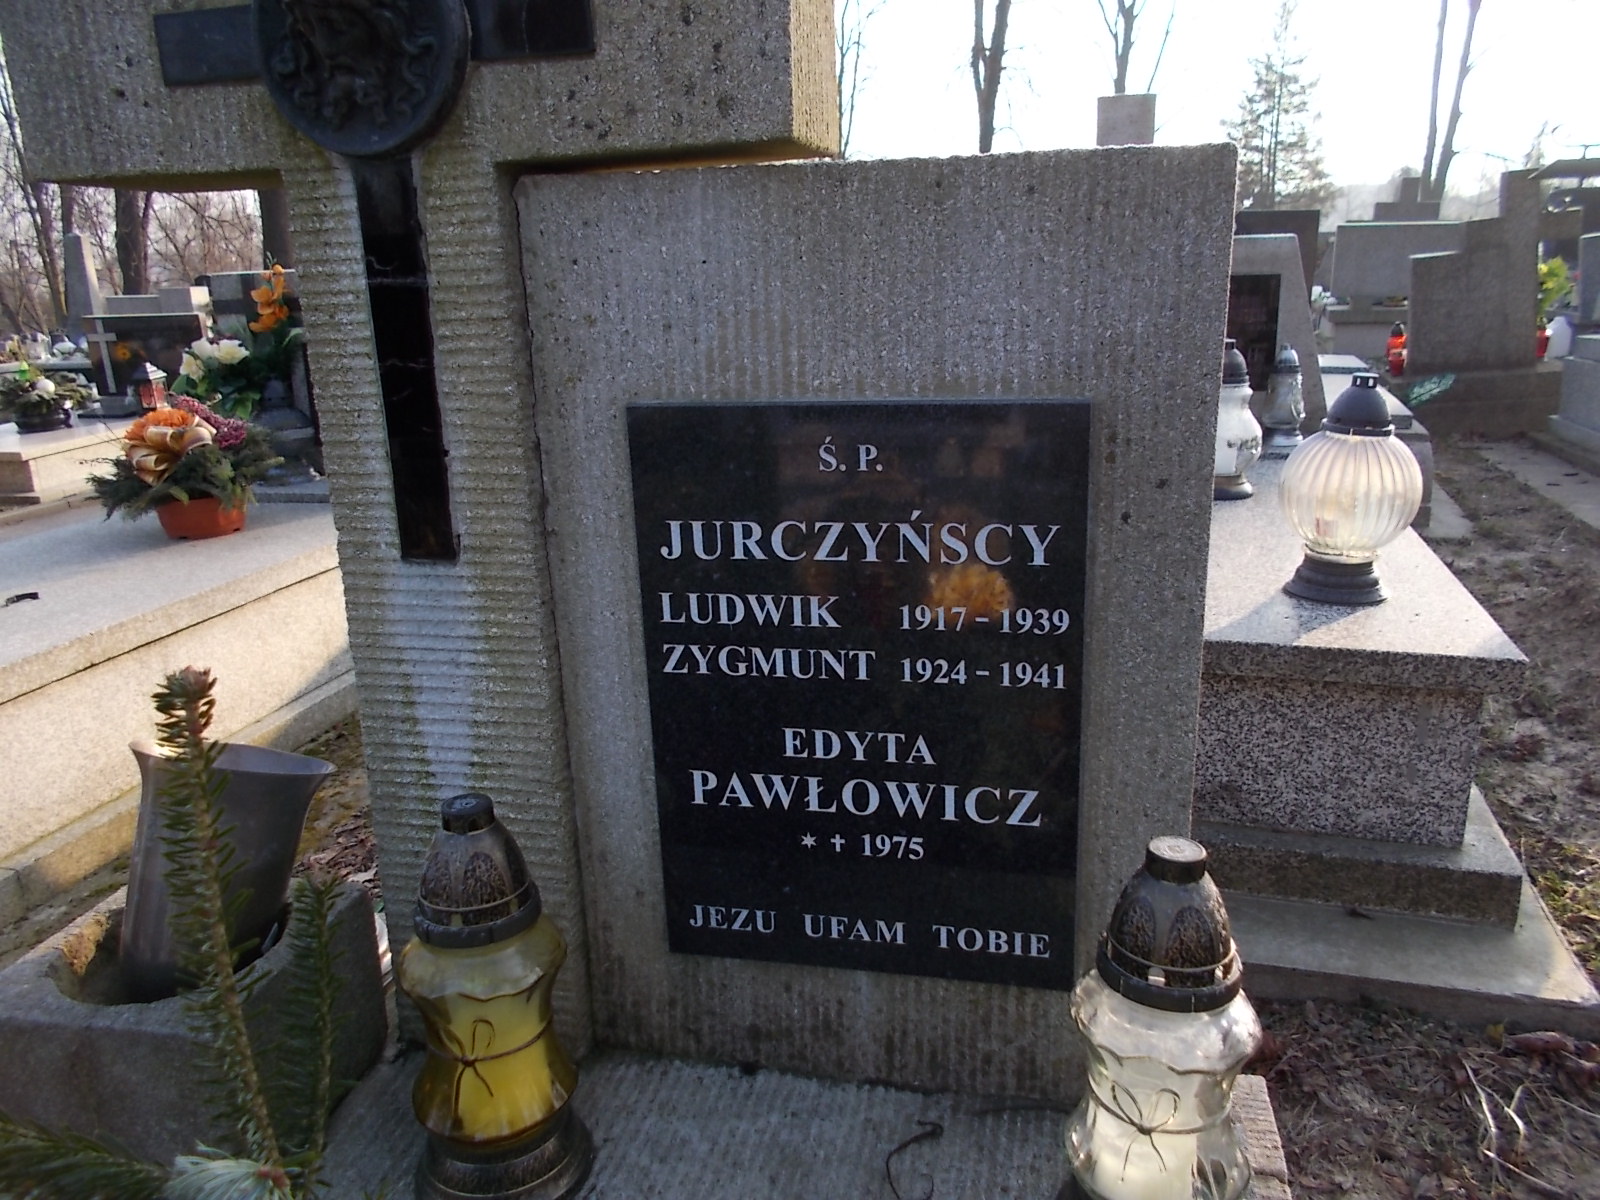 Ś. P.
JURCZYŃSCY
LUDWIK 1917 - 1939
ZYGMUNT 1924 - 1941
EDYTA
PAWŁOWICZ
✶ ✝ 1975
JEZU UFAM TOBIE